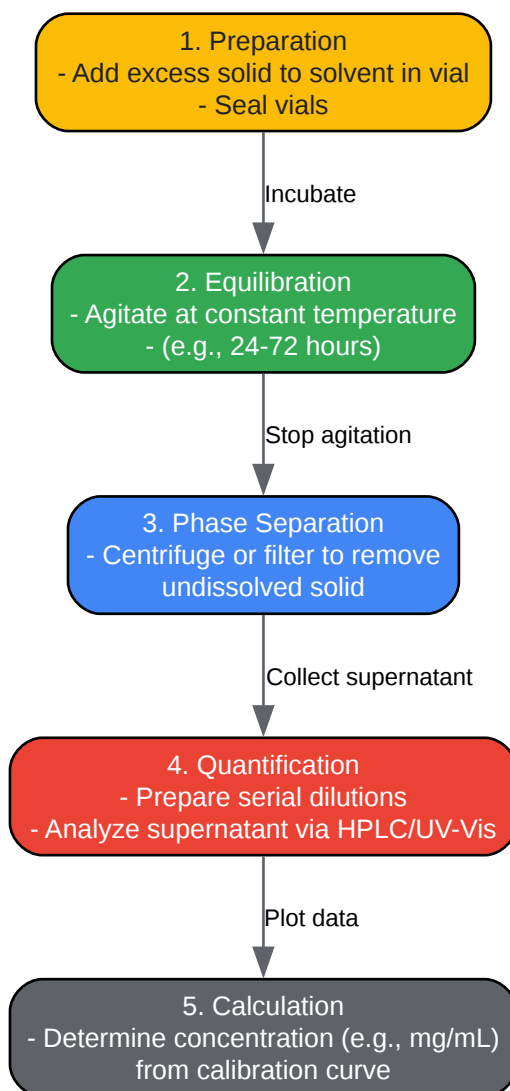 1. Preparation
- Add excess solid to solvent in vial
- Seal vials
Incubate
2. Equilibration
- Agitate at constant temperature
- (e.g., 24-72 hours)
Stop agitation
3. Phase Separation
- Centrifuge or filter to remove
undissolved solid
Collect supernatant
4. Quantification
- Prepare serial dilutions
- Analyze supernatant via HPLC/UV-Vis
Plot data
5. Calculation
- Determine concentration (e.g., mg/mL)
from calibration curve